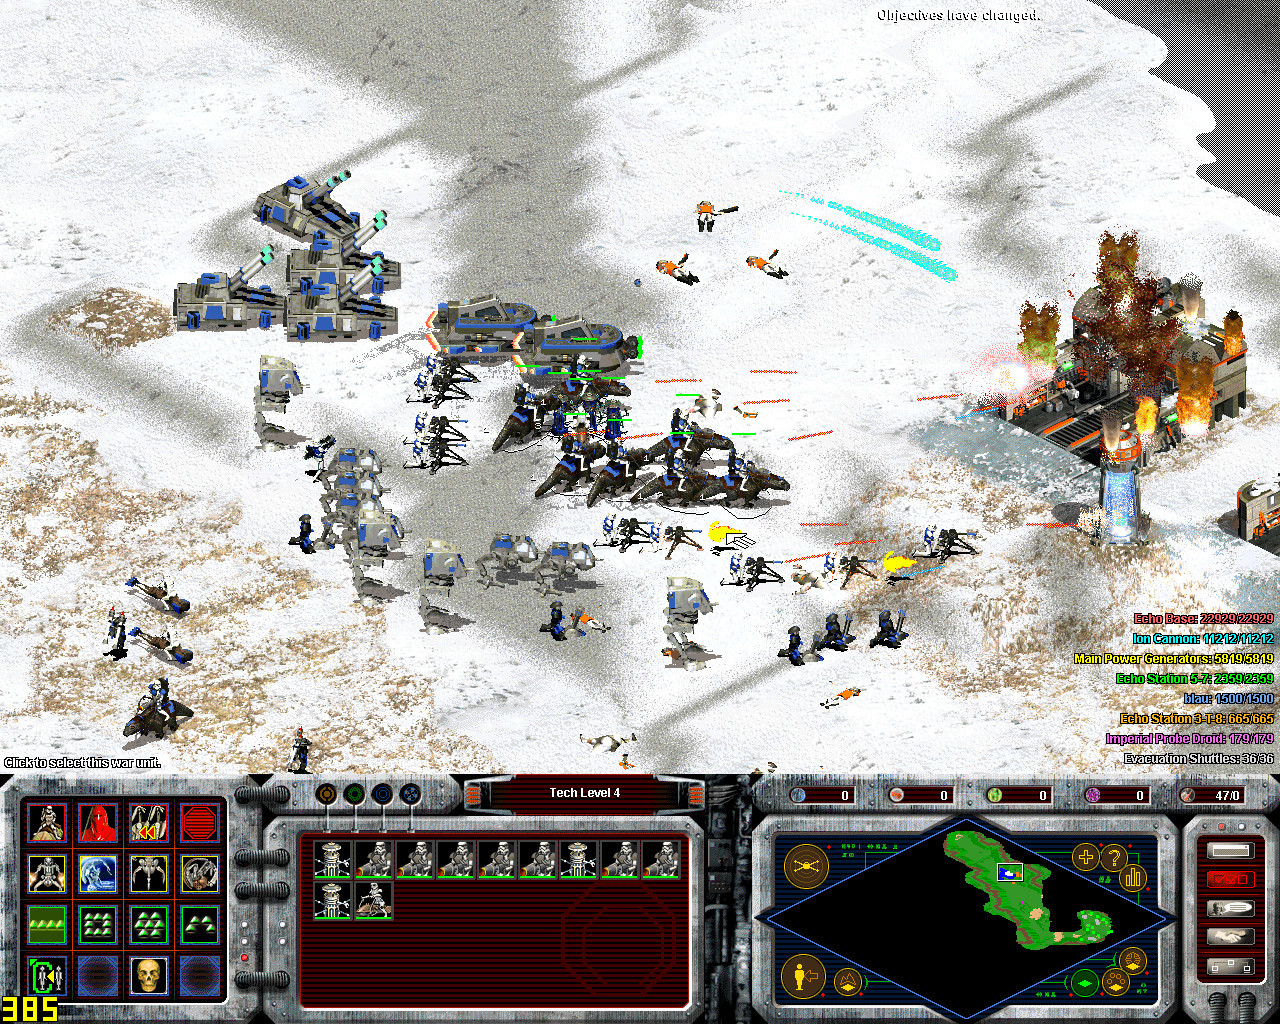 Objectives have changed.
Echo Base: 22929/22929
Ion Cannon: 11212/11212
Main Power Generators: 5819/5819
Echo Station 5-7: 2359/2359
blau: 1500/1500
Echo Station 3-T-8: 665/665
Imperial Probe Droid: 179/179
Evacuation Shuttles: 36/36
Click to select this war unit.
Tech Level 4
0
0
0
0
47/0
385